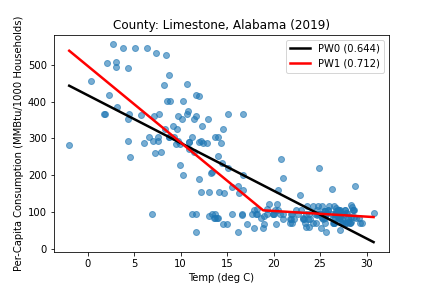 County: Limestone, Alabama (2019)
PW0 (0.644)
PW1 (0.712)
Per-Capita Consumption (MMBtu/1000 Households)
500
400
300
200
100
0
0 5 10 15 20 25 30
Temp (deg C)